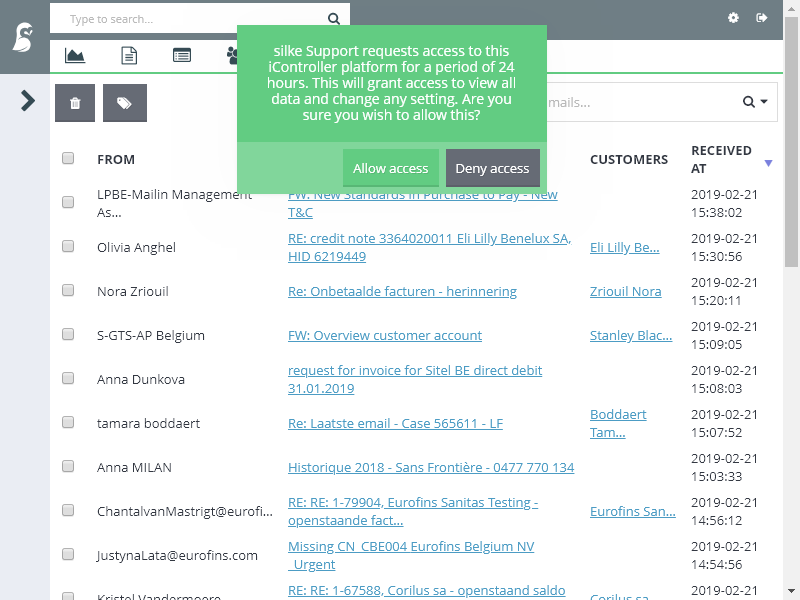 Type to search...
silke Support requests access to this
iController platform for a period of 24
hours. This will grant access to view all
data and change any setting. Are you
sure you wish to allow this?
Allow access
Deny access
mails...
FROM
CUSTOMERS
RECEIVED
AT
LPBE-Mailin Management
As...
FW: New Standards in Purchase to Pay - New
T&C
2019-02-21
15:38:02
Olivia Anghel
RE: credit note 3364020011 Eli Lilly Benelux SA,
HID 6219449
Eli Lilly Be...
2019-02-21
15:30:56
Nora Zriouil
Re: Onbetaalde facturen - herinnering
Zriouil Nora
2019-02-21
15:20:11
S-GTS-AP Belgium
FW: Overview customer account
Stanley Blac...
2019-02-21
15:09:05
Anna Dunkova
request for invoice for Sitel BE direct debit
31.01.2019
2019-02-21
15:08:03
tamara boddaert
Re: Laatste email - Case 565611 - LF
Boddaert
Tam...
2019-02-21
15:07:52
Anna MILAN
Historique 2018 - Sans Frontière - 0477 770 134
2019-02-21
15:03:33
ChantalvanMastrigt@eurofi...
RE: RE: 1-79904, Eurofins Sanitas Testing -
openstaande fact...
Eurofins San...
2019-02-21
14:56:12
JustynaLata@eurofins.com
Missing CN_CBE004 Eurofins Belgium NV
_Urgent
2019-02-21
14:54:56
Kristel Vandermoere
RE: RE: 1-67588, Corilus sa - openstaand saldo
Corilus sa
2019-02-21